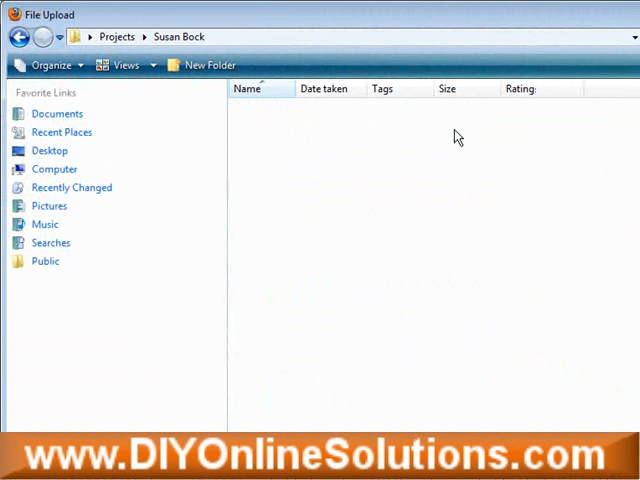 File Upload
Projects Susan Bock
Organize Views New Folder
Favorite Links
Name Date taken Tags Size Rating
Documents
Recent Places
Desktop
Computer
Recently Changed
Pictures
Music
Searches
Public
www.DIYOnlineSolutions.com